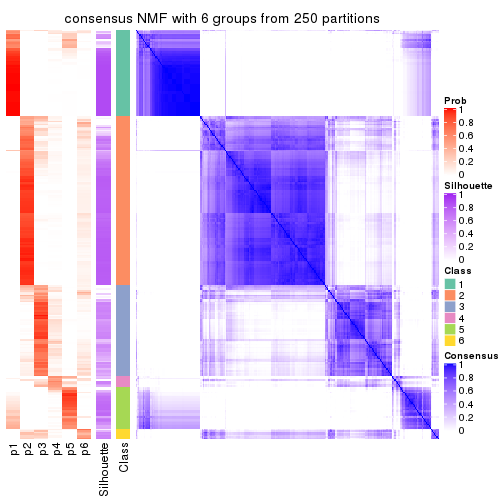 consensus NMF with 6 groups from 250 partitions
Prob
1
0.8
0.6
0.4
0.2
0
Silhouette
1
0.8
0.6
0.4
0.2
0
Class
1
2
3
4
5
6
Consensus
1
0.8
0.6
0.4
0.2
0
p1
p2
p3
p4
p5
p6
Silhouette
Class